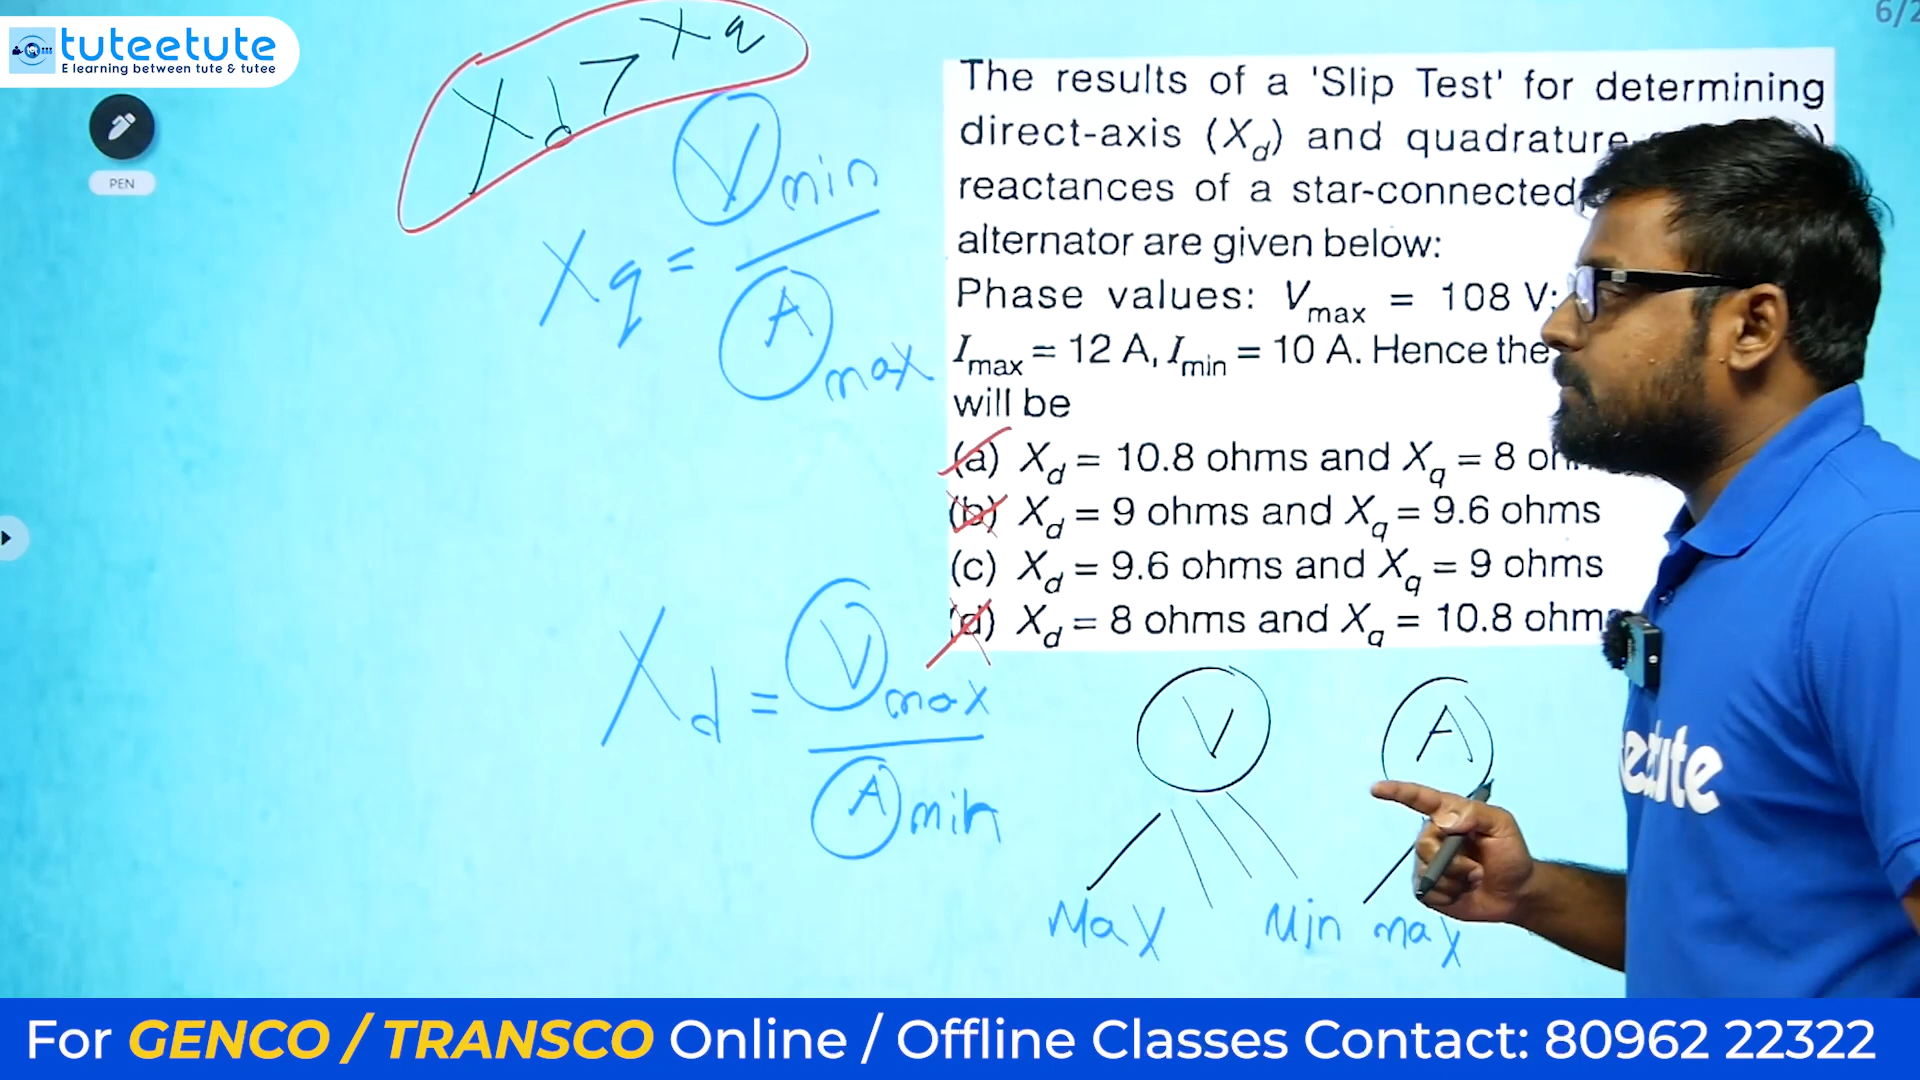 tuteetute
E learning between tute & tutee
PEN
6/2
Xd > Xq
Xq = V min / A max
Xd = V max / A min
The results of a 'Slip Test' for determining
direct-axis (Xd) and quadrature
reactances of a star-connected,
alternator are given below:
Phase values: Vmax = 108 V;
Imax = 12 A, Imin = 10 A. Hence the
will be
(a) Xd = 10.8 ohms and Xq = 8
(b) Xd = 9 ohms and Xq = 9.6 ohms
(c) Xd = 9.6 ohms and Xq = 9 ohms
(d) Xd = 8 ohms and Xq = 10.8 ohm
V A
Max Min max
For GENCO / TRANSCO Online / Offline Classes Contact: 80962 22322